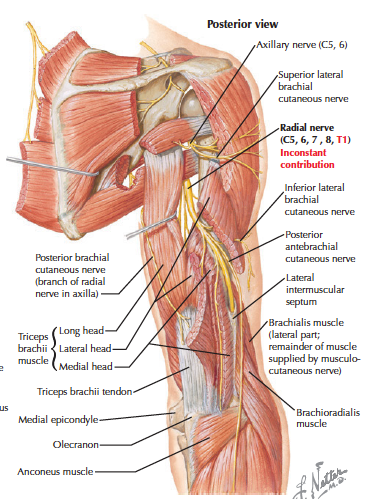 Posterior view
Axillary nerve (C5, 6)
Superior lateral
brachial
cutaneous nerve
Radial nerve
(C5, 6, 7 , 8, T1)
Inconstant
contribution
Inferior lateral
brachial
cutaneous nerve
Posterior
antebrachial
cutaneous nerve
Lateral
intermuscular
septum
Brachialis muscle
(lateral part;
remainder of muscle
supplied by musculo-
cutaneous nerve)
Brachioradialis
muscle
Posterior brachial
cutaneous nerve
(branch of radial
nerve in axilla)
Triceps
brachii
muscle
Long head
Lateral head
Medial head
Triceps brachii tendon
Medial epicondyle
Olecranon
Anconeus muscle
e
us
F. Netter
M.D.